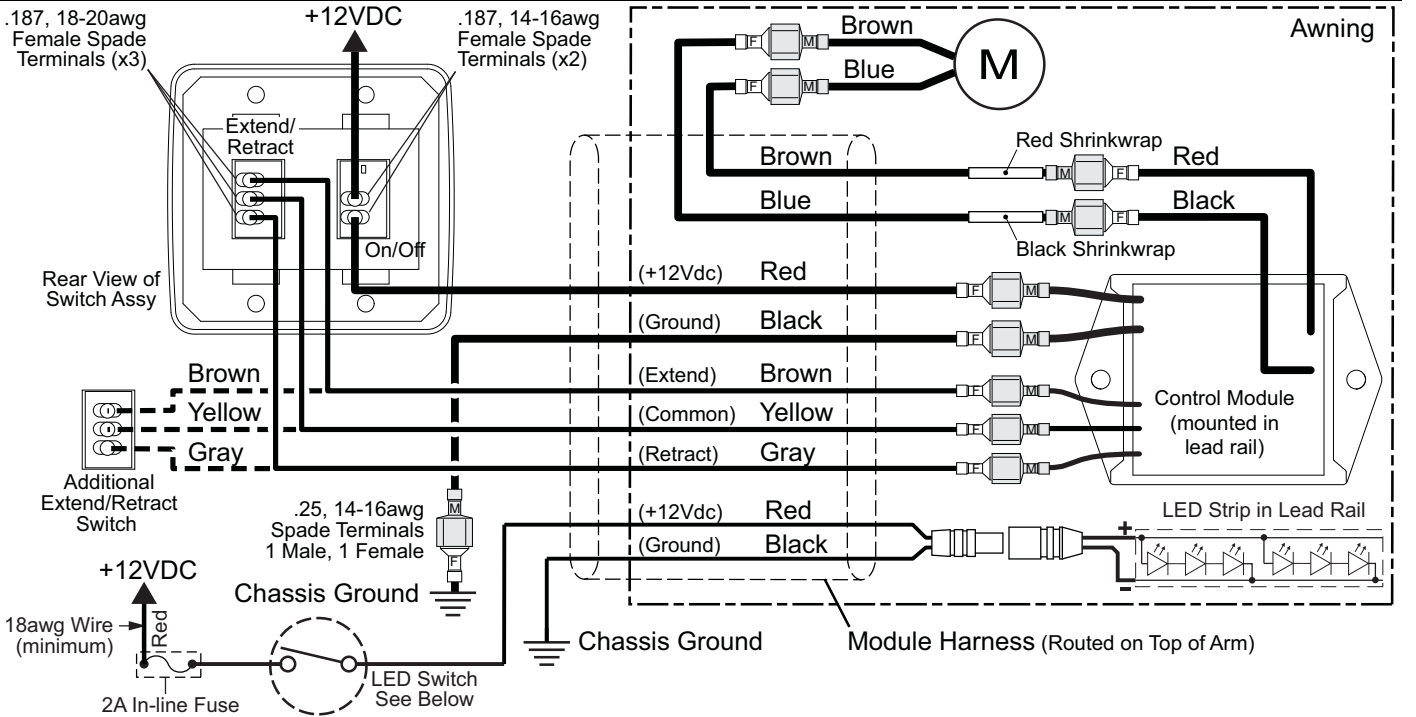 .187, 18-20awg
Female Spade
Terminals (x3)
+12VDC
.187, 14-16awg
Female Spade
Terminals (x2)
Awning
F
M
Brown
F
M
Blue
M
Extend/
Retract
On/Off
Rear View of
Switch Assy
Brown
Red Shrinkwrap
M
F
Red
Blue
Black Shrinkwrap
M
F
Black
(+12Vdc)
Red
F
M
(Ground)
Black
F
M
(Extend)
Brown
F
M
(Common)
Yellow
F
M
(Retract)
Gray
F
M
Control Module
(mounted in
lead rail)
Brown
Yellow
Gray
Additional
Extend/Retract
Switch
.25, 14-16awg
Spade Terminals
1 Male, 1 Female
M
F
Chassis Ground
(+12Vdc)
Red
(Ground)
Black
LED Strip in Lead Rail
+
-
+12VDC
18awg Wire
(minimum)
Red
2A In-line Fuse
LED Switch
See Below
Chassis Ground
Module Harness (Routed on Top of Arm)